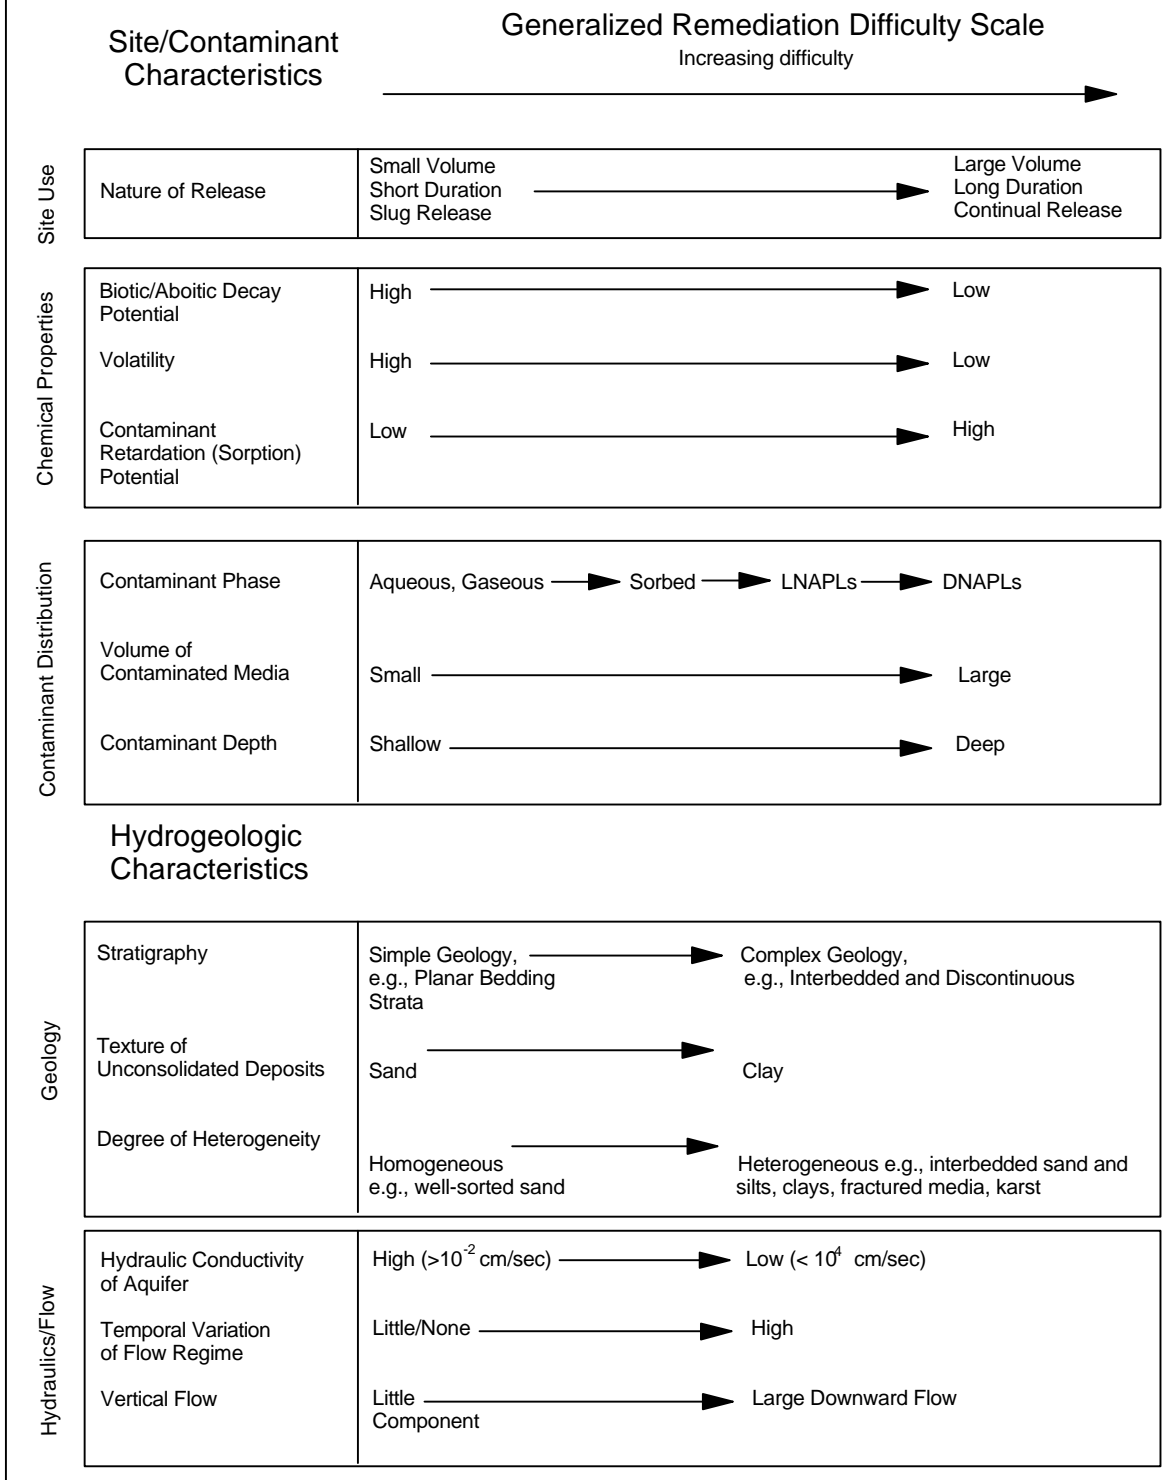 Site/Contaminant
Characteristics
Generalized Remediation Difficulty Scale
Increasing difficulty
Site Use
Nature of Release
Small Volume
Short Duration
Slug Release
Large Volume
Long Duration
Continual Release
Chemical Properties
Biotic/Aboitic Decay
Potential
High
Low
Volatility
High
Low
Contaminant
Retardation (Sorption)
Potential
Low
High
Contaminant Distribution
Contaminant Phase
Aqueous, Gaseous
Sorbed
LNAPLs
DNAPLs
Volume of
Contaminated Media
Small
Large
Contaminant Depth
Shallow
Deep
Hydrogeologic
Characteristics
Geology
Stratigraphy
Simple Geology,
e.g., Planar Bedding
Strata
Complex Geology,
e.g., Interbedded and Discontinuous
Texture of
Unconsolidated Deposits
Sand
Clay
Degree of Heterogeneity
Homogeneous
e.g., well-sorted sand
Heterogeneous e.g., interbedded sand and
silts, clays, fractured media, karst
Hydraulics/Flow
Hydraulic Conductivity
of Aquifer
High (>10⁻² cm/sec)
Low (< 10⁴ cm/sec)
Temporal Variation
of Flow Regime
Little/None
High
Vertical Flow
Little
Component
Large Downward Flow